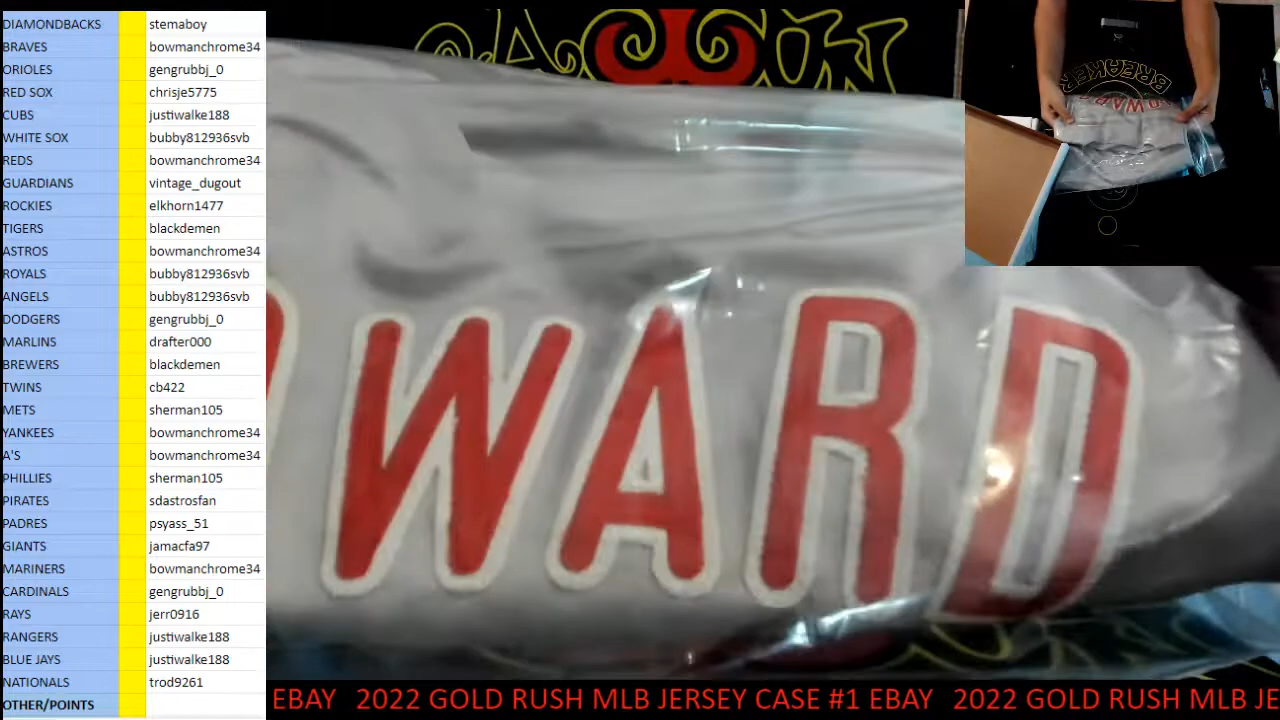 DIAMONDBACKS stemaboy
BRAVES bowmanchrome34
ORIOLES gengrubbj_0
RED SOX chrisje5775
CUBS justiwalke188
WHITE SOX bubby812936svb
REDS bowmanchrome34
GUARDIANS vintage_dugout
ROCKIES elkhorn1477
TIGERS blackdemen
ASTROS bowmanchrome34
ROYALS bubby812936svb
ANGELS bubby812936svb
DODGERS gengrubbj_0
MARLINS drafter000
BREWERS blackdemen
TWINS cb422
METS sherman105
YANKEES bowmanchrome34
A'S bowmanchrome34
PHILLIES sherman105
PIRATES sdastrosfan
PADRES psyass_51
GIANTS jamacfa97
MARINERS bowmanchrome34
CARDINALS gengrubbj_0
RAYS jerr0916
RANGERS justiwalke188
BLUE JAYS justiwalke188
NATIONALS trod9261
OTHER/POINTS
OWARD
BREAKER
OWARD
EBAY 2022 GOLD RUSH MLB JERSEY CASE #1 EBAY 2022 GOLD RUSH MLB JE